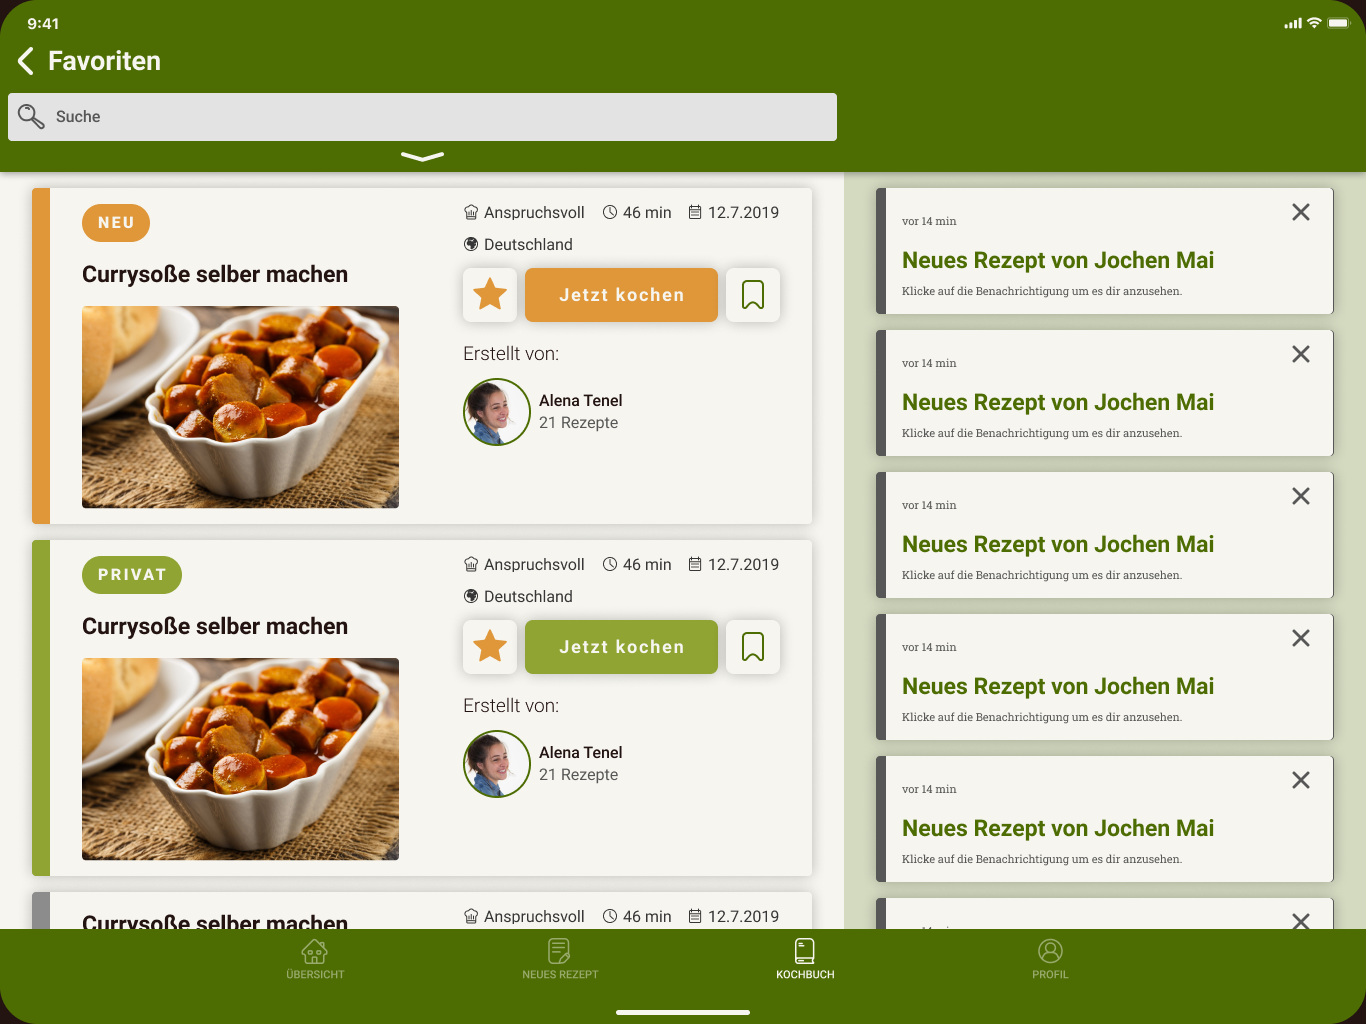 9:41
Favoriten
Suche
NEU
Currysoße selber machen
Anspruchsvoll 46 min 12.7.2019
Deutschland
Jetzt kochen
Erstellt von:
Alena Tenel
21 Rezepte
PRIVAT
Currysoße selber machen
Anspruchsvoll 46 min 12.7.2019
Deutschland
Jetzt kochen
Erstellt von:
Alena Tenel
21 Rezepte
Currysoße selber machen
Anspruchsvoll 46 min 12.7.2019
vor 14 min
Neues Rezept von Jochen Mai
Klicke auf die Benachrichtigung um es dir anzusehen.
vor 14 min
Neues Rezept von Jochen Mai
Klicke auf die Benachrichtigung um es dir anzusehen.
vor 14 min
Neues Rezept von Jochen Mai
Klicke auf die Benachrichtigung um es dir anzusehen.
vor 14 min
Neues Rezept von Jochen Mai
Klicke auf die Benachrichtigung um es dir anzusehen.
vor 14 min
Neues Rezept von Jochen Mai
Klicke auf die Benachrichtigung um es dir anzusehen.
ÜBERSICHT
NEUES REZEPT
KOCHBUCH
PROFIL